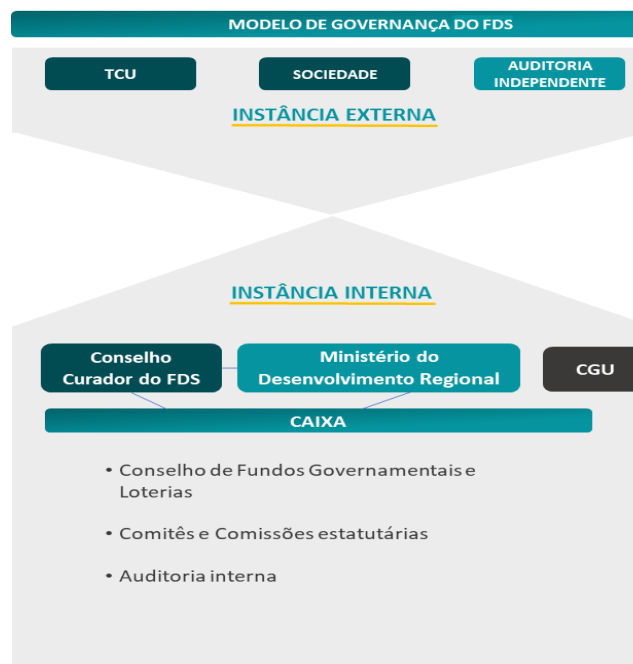 MODELO DE GOVERNANÇA DO FDS
TCU
SOCIEDADE
AUDITORIA
INDEPENDENTE
INSTÂNCIA EXTERNA
INSTÂNCIA INTERNA
Conselho
Curador do FDS
Ministério do
Desenvolvimento Regional
CGU
CAIXA
• Conselho de Fundos Governamentais e
Loterias
• Comitês e Comissões estatutárias
• Auditoria interna